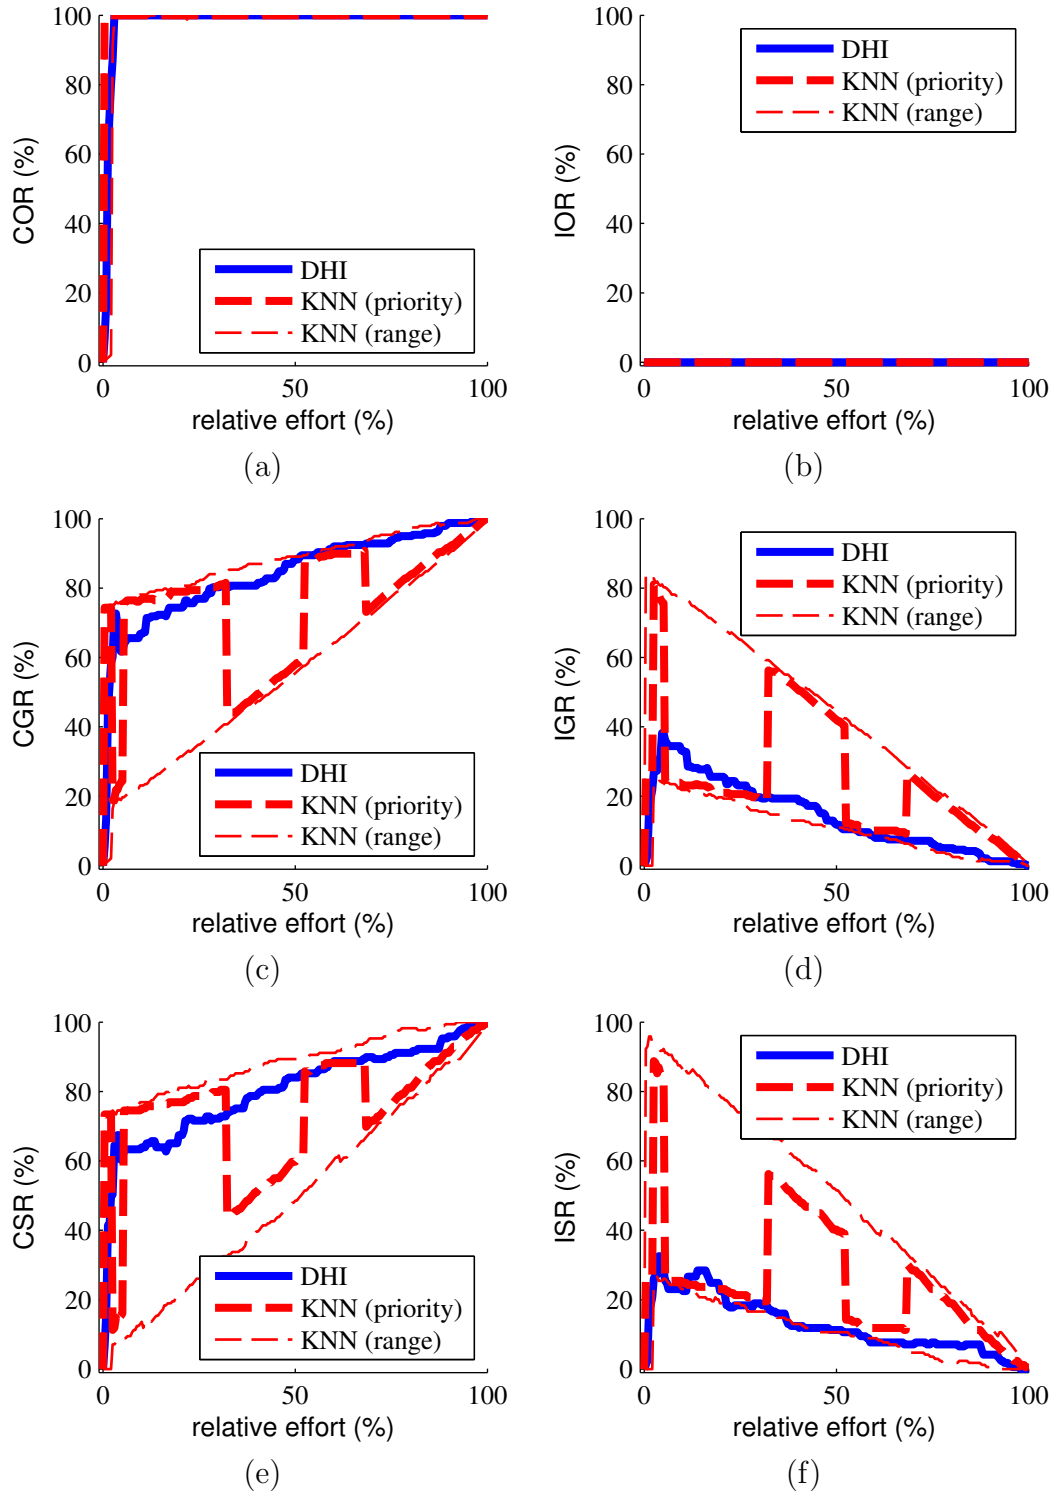 100
80
60
40
20
0
COR (%)
DHI
KNN (priority)
KNN (range)
0 50 100
relative effort (%)
(a)
100
80
60
40
20
0
IOR (%)
DHI
KNN (priority)
KNN (range)
0 50 100
relative effort (%)
(b)
100
80
60
40
20
0
CGR (%)
DHI
KNN (priority)
KNN (range)
0 50 100
relative effort (%)
(c)
100
80
60
40
20
0
IGR (%)
DHI
KNN (priority)
KNN (range)
0 50 100
relative effort (%)
(d)
100
80
60
40
20
0
CSR (%)
DHI
KNN (priority)
KNN (range)
0 50 100
relative effort (%)
(e)
100
80
60
40
20
0
ISR (%)
DHI
KNN (priority)
KNN (range)
0 50 100
relative effort (%)
(f)